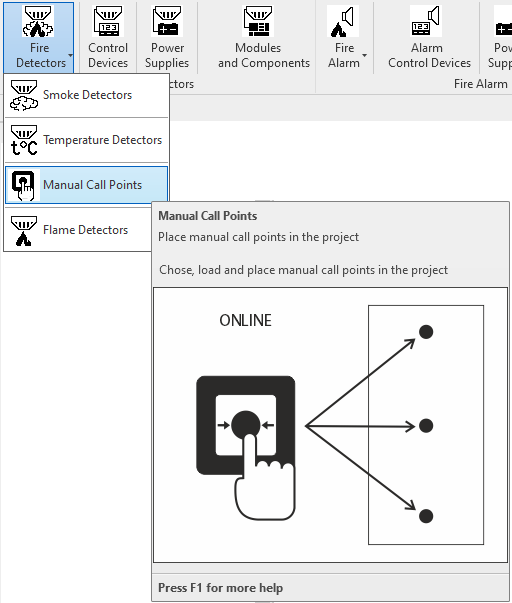 Fire
Detectors
Control
Devices
Power
Supplies
Modules
and Components
Fire
Alarm
Alarm
Control Devices
Pow
Supp
ctors
Fire Alarm
Smoke Detectors
t°C
Temperature Detectors
Manual Call Points
Flame Detectors
Manual Call Points
Place manual call points in the project
Chose, load and place manual call points in the project
ONLINE
Press F1 for more help